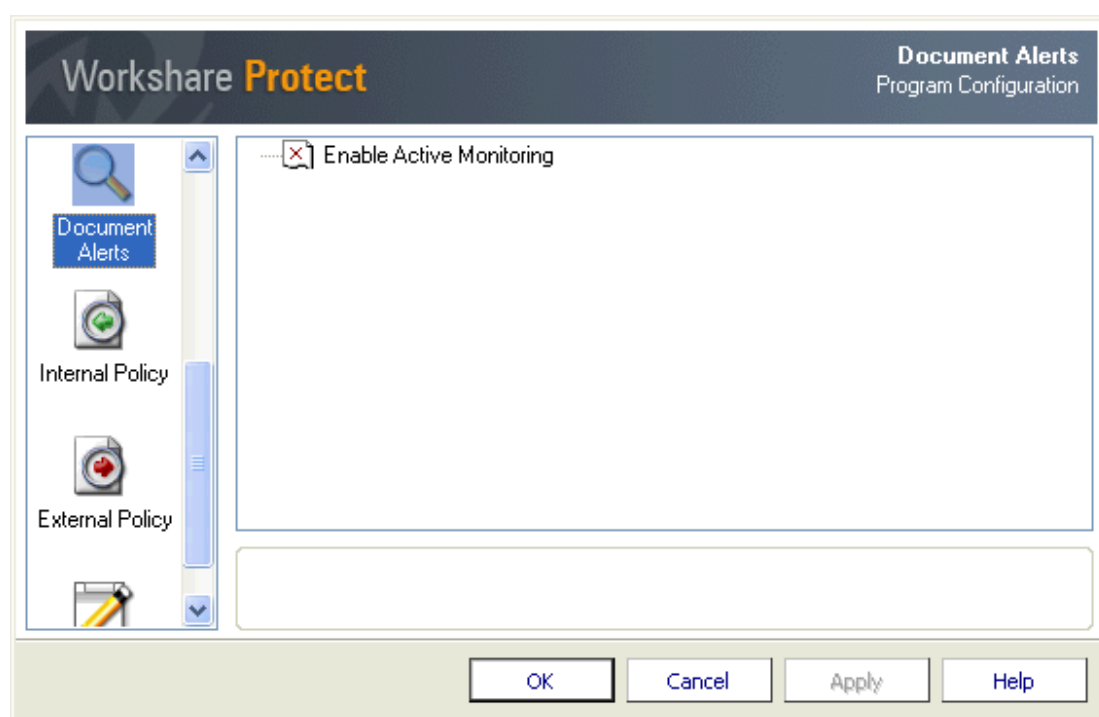 Workshare Protect
Document Alerts
Program Configuration
Document
Alerts
Enable Active Monitoring
Internal Policy
External Policy
OK
Cancel
Apply
Help